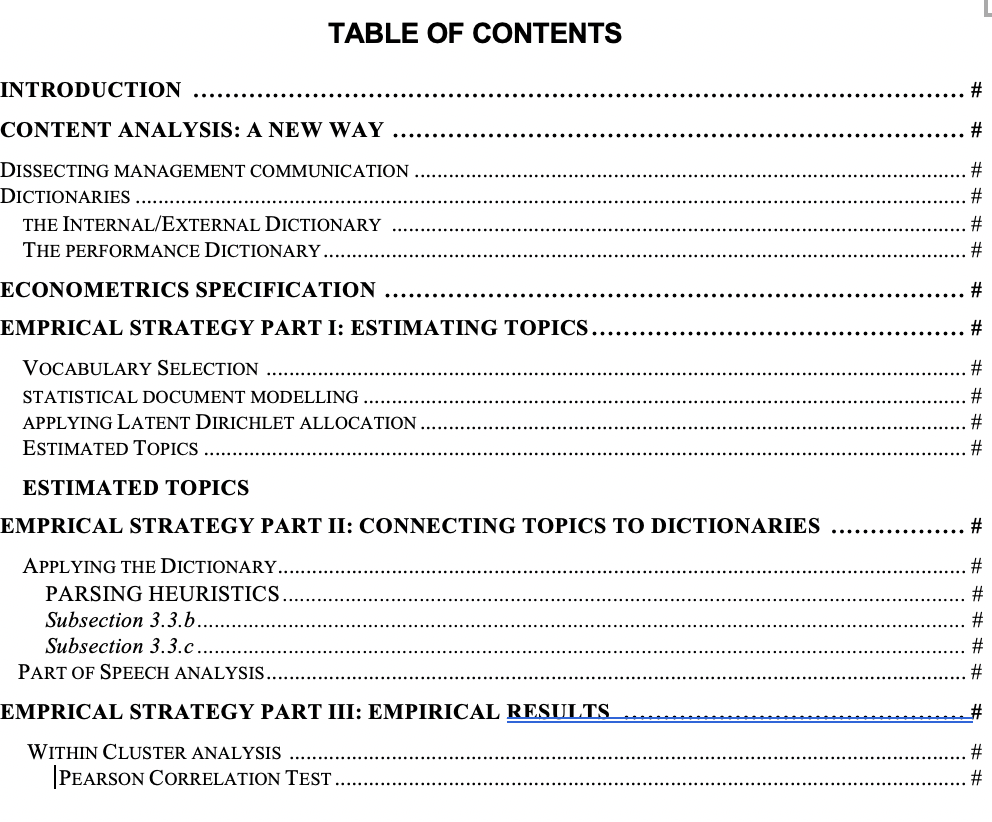 TABLE OF CONTENTS
INTRODUCTION ........................................................................ #
CONTENT ANALYSIS: A NEW WAY ........................................................................ #
DISSECTING MANAGEMENT COMMUNICATION ........................................................................ #
DICTIONARIES ........................................................................ #
THE INTERNAL/EXTERNAL DICTIONARY ........................................................................ #
THE PERFORMANCE DICTIONARY ........................................................................ #
ECONOMETRICS SPECIFICATION ........................................................................ #
EMPRICAL STRATEGY PART I: ESTIMATING TOPICS ........................................................................ #
VOCABULARY SELECTION ........................................................................ #
STATISTICAL DOCUMENT MODELLING ........................................................................ #
APPLYING LATENT DIRICHLET ALLOCATION ........................................................................ #
ESTIMATED TOPICS ........................................................................ #
ESTIMATED TOPICS
EMPRICAL STRATEGY PART II: CONNECTING TOPICS TO DICTIONARIES ................. #
APPLYING THE DICTIONARY ........................................................................ #
PARSING HEURISTICS ........................................................................ #
Subsection 3.3.b ........................................................................ #
Subsection 3.3.c ........................................................................ #
PART OF SPEECH ANALYSIS ........................................................................ #
EMPRICAL STRATEGY PART III: EMPIRICAL RESULTS ........................................ #
WITHIN CLUSTER ANALYSIS ........................................................................ #
PEARSON CORRELATION TEST ........................................................................ #